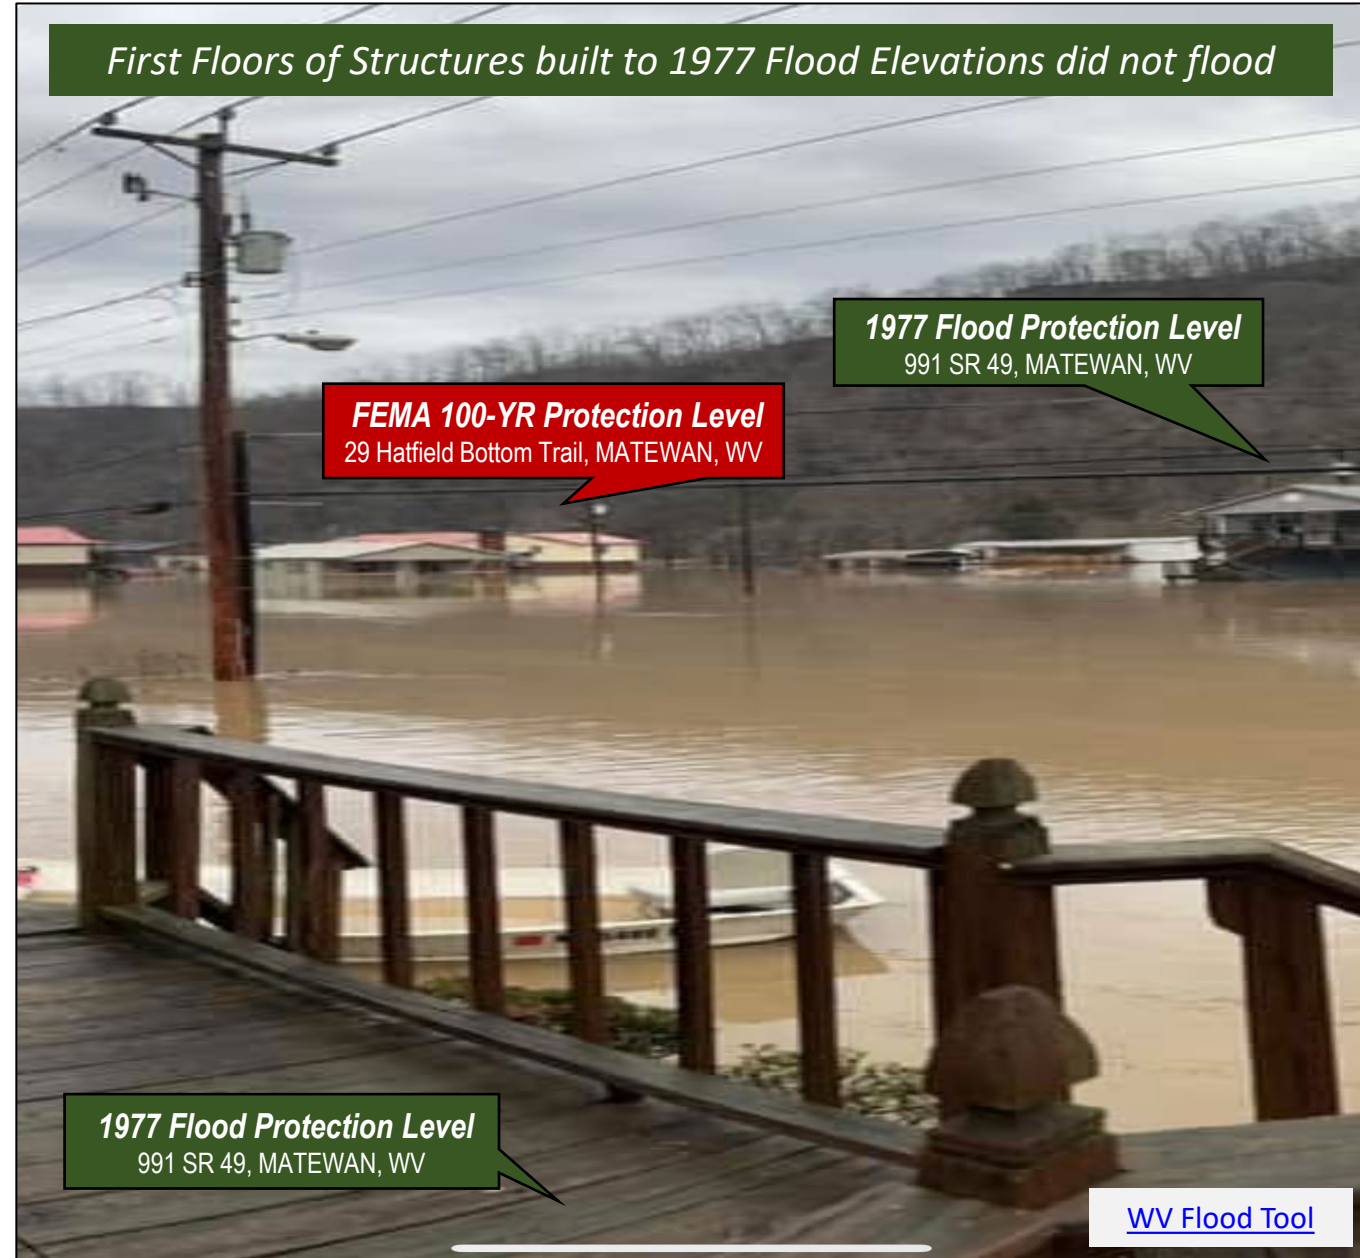 First Floors of Structures built to 1977 Flood Elevations did not flood
1977 Flood Protection Level
991 SR 49, MATEWAN, WV
FEMA 100-YR Protection Level
29 Hatfield Bottom Trail, MATEWAN, WV
1977 Flood Protection Level
991 SR 49, MATEWAN, WV
WV Flood Tool